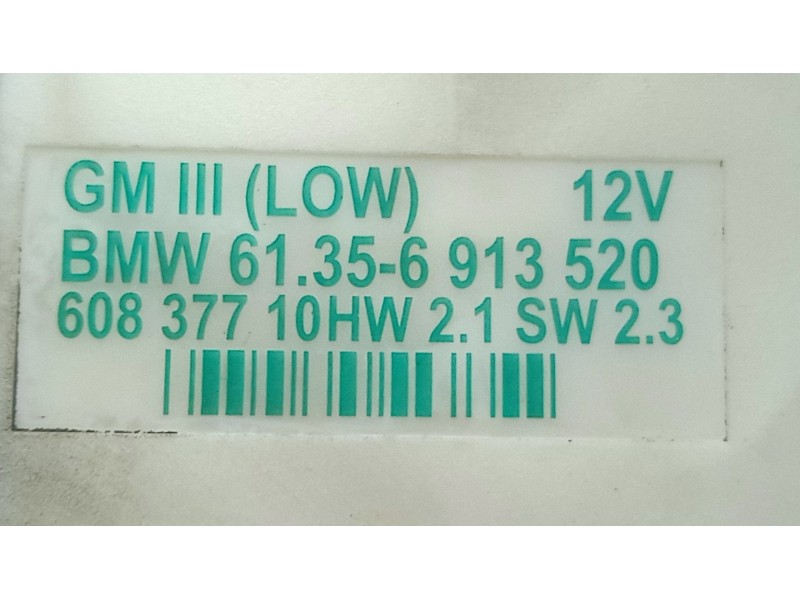 GM III (LOW) 12V
BMW 61.35-6 913 520
608 377 10HW 2.1 SW 2.3